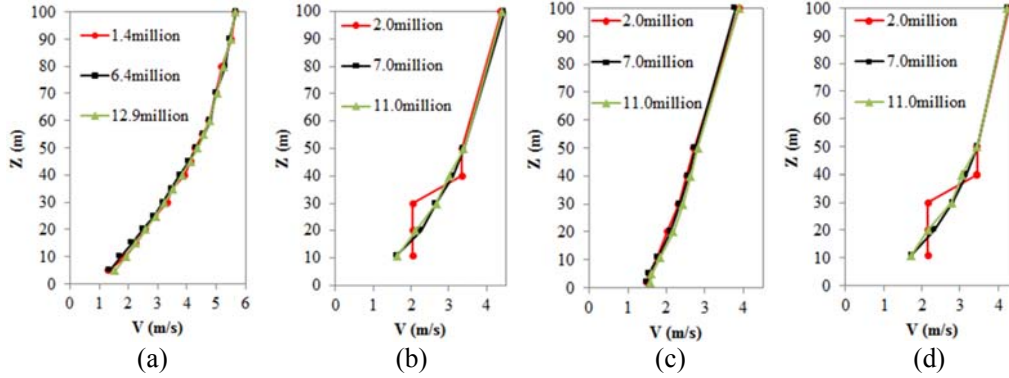 100
90
80
70
60
50
40
30
20
10
0
Z (m)
1.4million
6.4million
12.9million
0 1 2 3 4 5 6
V (m/s)
(a)
100
90
80
70
60
50
40
30
20
10
0
Z (m)
2.0million
7.0million
11.0million
0 1 2 3 4
V (m/s)
(b)
100
90
80
70
60
50
40
30
20
10
0
Z (m)
2.0million
7.0million
11.0million
0 1 2 3 4
V (m/s)
(c)
100
90
80
70
60
50
40
30
20
10
0
Z (m)
2.0million
7.0million
11.0million
0 1 2 3 4
V (m/s)
(d)